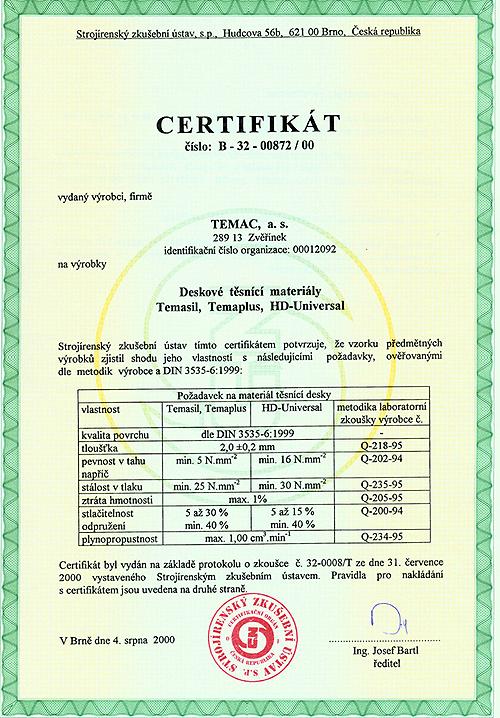 Strojírenský zkušební ústav, s.p., Hudcova 56b, 621 00 Brno, Česká republika
CERTIFIKÁT
číslo: B - 32 - 00872 / 00
vydaný výrobci, firmě
TEMAC, a. s.
289 13 Zvěřínek
identifikační číslo organizace: 00012092
na výrobky
Deskové těsnící materiály
Temasil, Temaplus, HD-Universal
Strojírenský zkušební ústav tímto certifikátem potvrzuje, že vzorku předmětných
výrobků zjistil shodu jeho vlastností s následujícími požadavky, ověřovanými
dle metodik výrobce a DIN 3535-6:1999:
Požadavek na materiál těsnící desky
vlastnost Temasil, Temaplus HD-Universal metodika laboratorní
zkoušky výrobce č.
kvalita povrchu dle DIN 3535-6:1999 -
tloušťka 2,0 ±0,2 mm Q-218-95
pevnost v tahu min. 5 N.mm⁻² min. 16 N.mm⁻² Q-202-94
napříč
stálost v tlaku min. 25 N.mm⁻² min. 30 N.mm⁻² Q-235-95
ztráta hmotnosti max. 1% Q-205-95
stlačitelnost 5 až 30 % 5 až 15 % Q-200-94
odpružení min. 40 % min. 40 %
plynopropustnost max. 1,00 cm³.min⁻¹ Q-234-95
Certifikát byl vydán na základě protokolu o zkoušce č. 32-0008/T ze dne 31. července
2000 vystaveného Strojírenským zkušebním ústavem. Pravidla pro nakládání
s certifikátem jsou uvedena na druhé straně.
STROJÍRENSKÝ ZKUŠEBNÍ ÚSTAV S.P.
CERTIFIKAČNÍ ORGÁN
ČESKÁ REPUBLIKA
V Brně dne 4. srpna 2000
Ing. Josef Bartl
ředitel